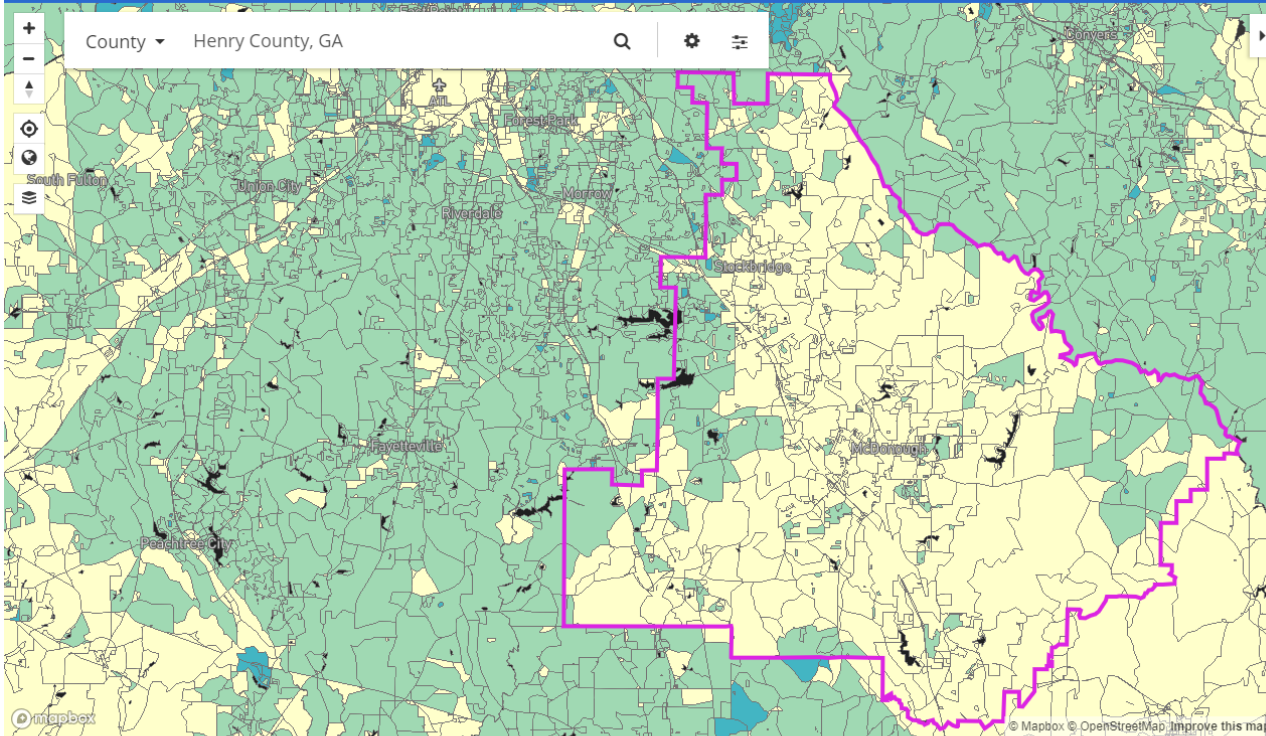 County Henry County, GA
Conyers
ATL
Forest Park
South Fulton
Union City
Morrow
Riverdale
Stockbridge
Fayetteville
McDonough
Peachtree City
mapbox
© Mapbox © OpenStreetMap Improve this map